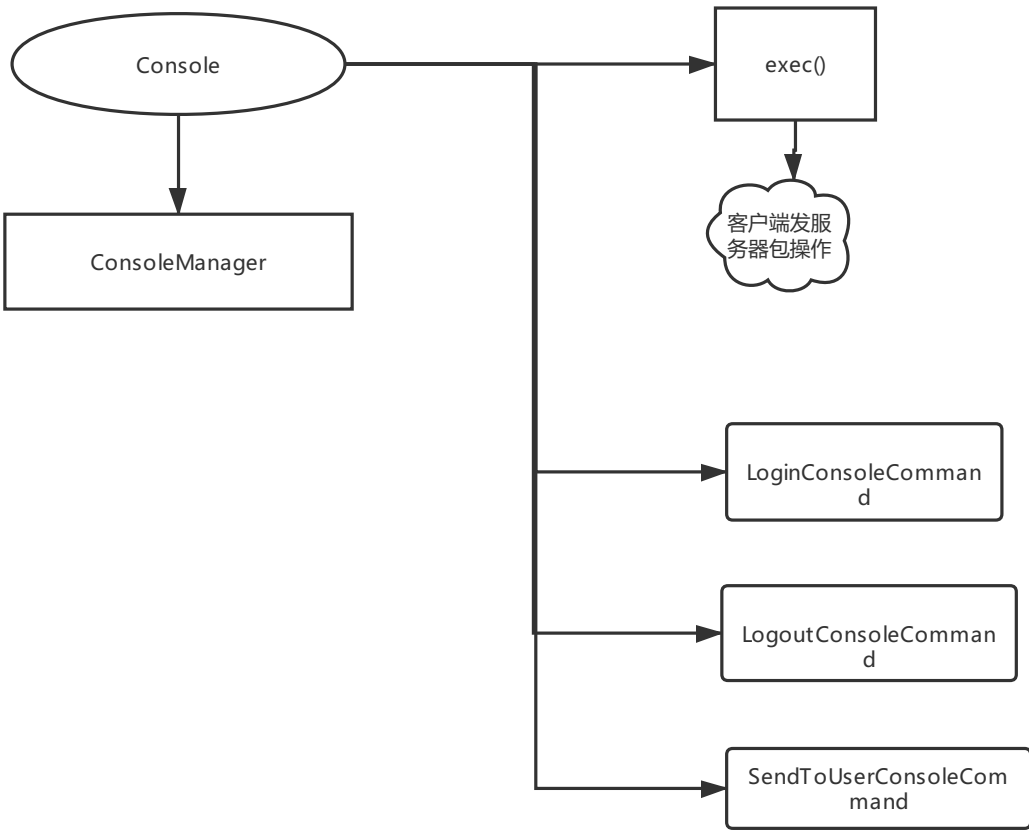 Console
exec()
客户端发服
务器包操作
ConsoleManager
LoginConsoleComman
d
LogoutConsoleComman
d
SendToUserConsoleCom
mand